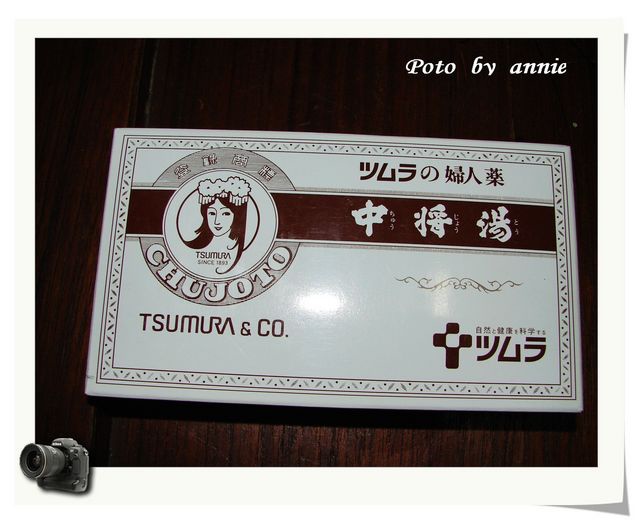 Poto by annie
ツムラの婦人薬
中将湯
ちゅう じょう とう
TSUMURA
SINCE 1893
CHUJOTO
TSUMURA & CO.
自然と健康を科学する
ツムラ